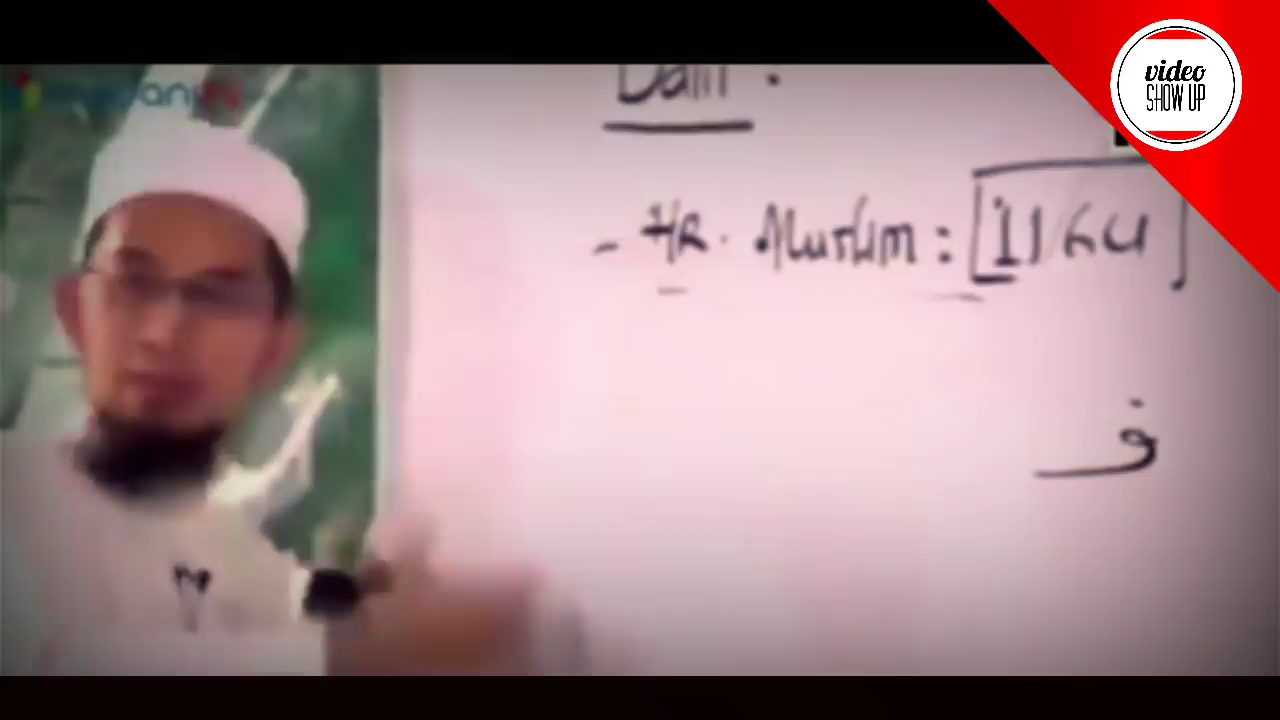 video
SHOW UP
Dalil :
- HR. Muslim : [1164]
ف